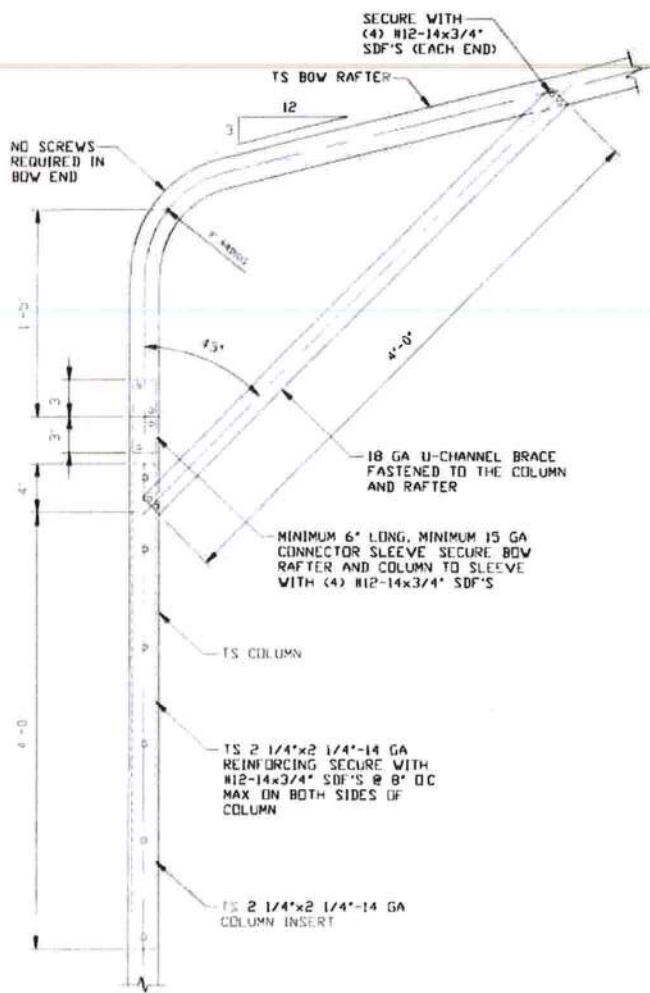 SECURE WITH
(4) #12-14x3/4"
SDF'S (EACH END)
TS BOW RAFTER
12
3
NO SCREWS
REQUIRED IN
BOW END
45°
4'-0"
3"
3"
4"
18 GA U-CHANNEL BRACE
FASTENED TO THE COLUMN
AND RAFTER
MINIMUM 6" LONG, MINIMUM 15 GA
CONNECTOR SLEEVE SECURE BOW
RAFTER AND COLUMN TO SLEEVE
WITH (4) #12-14x3/4" SDF'S
TS COLUMN
TS 2 1/4"x2 1/4"-14 GA
REINFORCING SECURE WITH
#12-14x3/4" SDF'S @ 8" OC
MAX ON BOTH SIDES OF
COLUMN
TS 2 1/4"x2 1/4"-14 GA
COLUMN INSERT